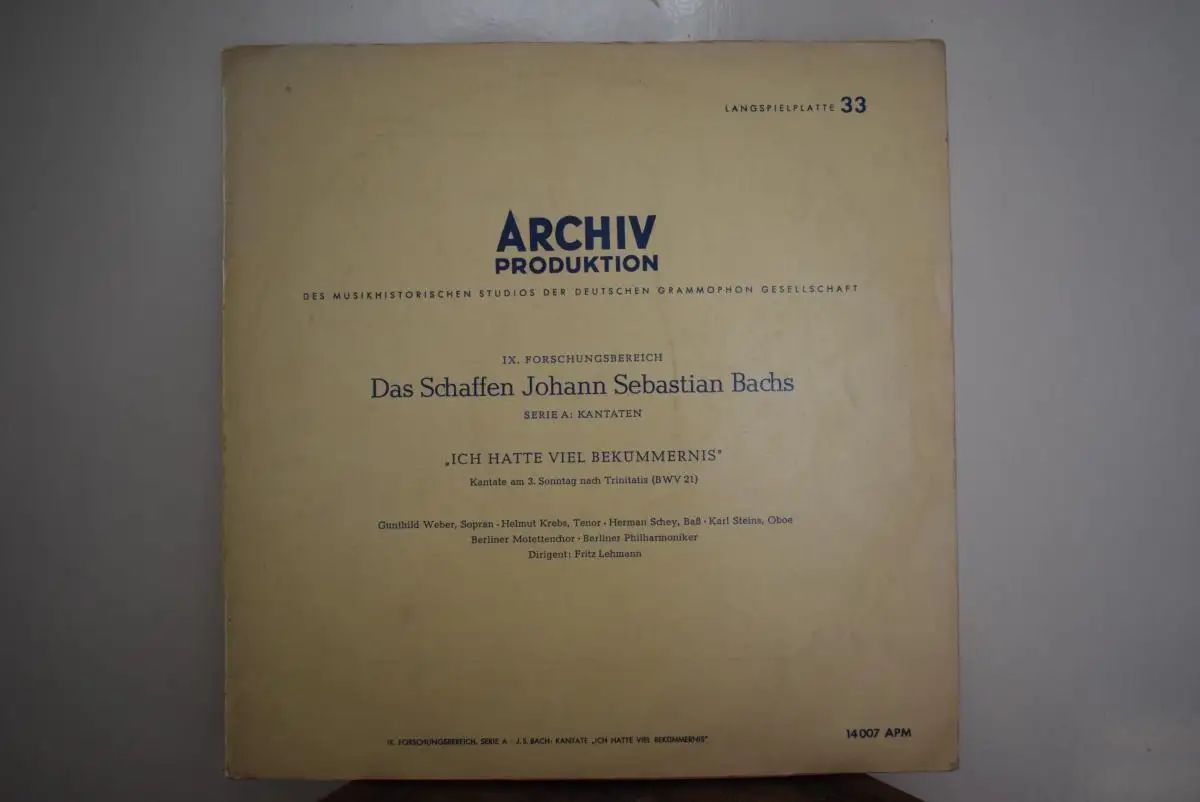 LANGSPIELPLATTE 33
ARCHIV
PRODUKTION
DES MUSIKHISTORISCHEN STUDIOS DER DEUTSCHEN GRAMMOPHON GESELLSCHAFT
IX. FORSCHUNGSBEREICH
Das Schaffen Johann Sebastian Bachs
SERIE A: KANTATEN
„ICH HATTE VIEL BEKÜMMERNIS"
Kantate am 3. Sonntag nach Trinitatis (BWV 21)
Gunthild Weber, Sopran · Helmut Krebs, Tenor · Herman Schey, Baß · Karl Steins, Oboe
Berliner Motettenchor · Berliner Philharmoniker
Dirigent: Fritz Lehmann
IX. FORSCHUNGSBEREICH, SERIE A · J. S. BACH: KANTATE „ICH HATTE VIEL BEKÜMMERNIS"
14 007 APM